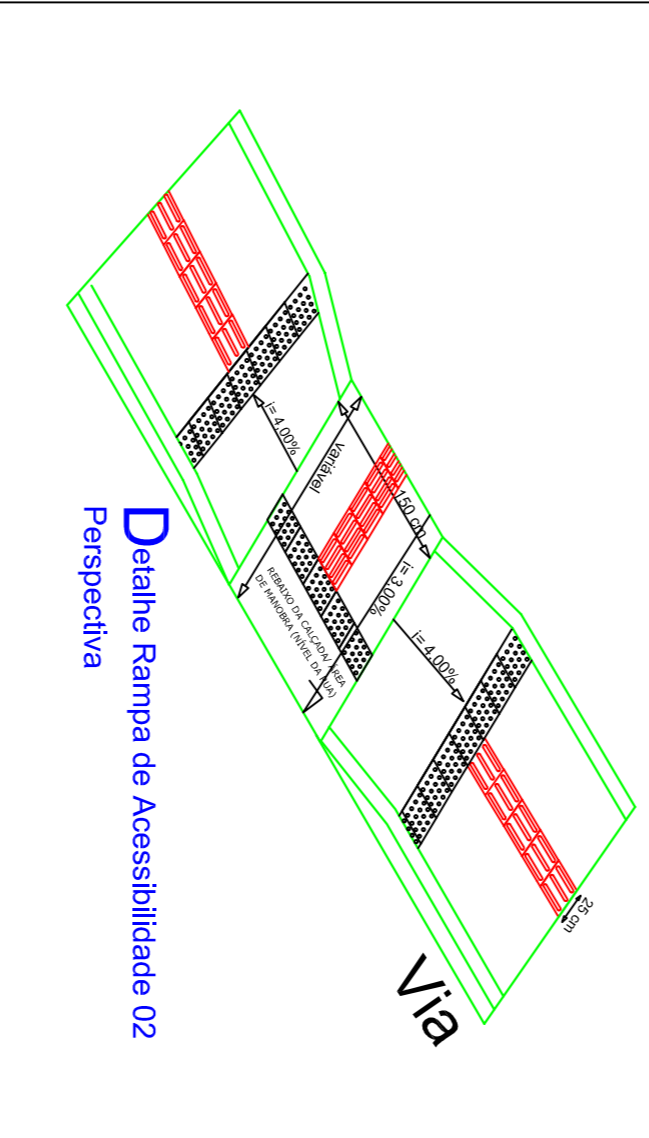 i= 4,00%
variável
150 cm
i= 3,00%
i= 4,00%
REBAIXO DA CALÇADA/ ÁREA
DE MANOBRA (NÍVEL DA RUA)
25 cm
Via
Detalhe Rampa de Acessibilidade 02
Perspectiva